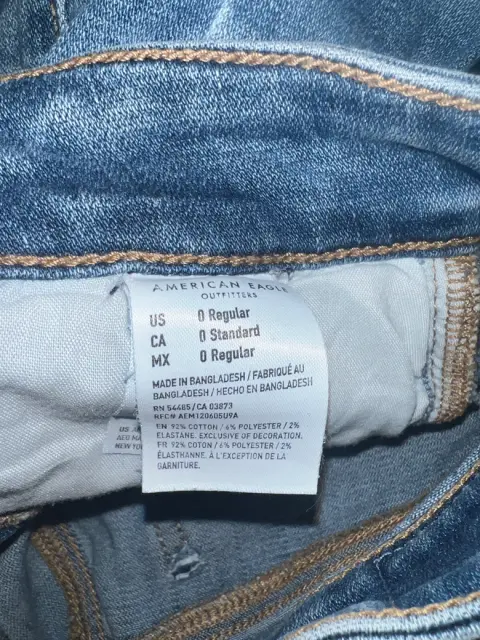 AMERICAN EAGLE
OUTFITTERS
US 0 Regular
CA 0 Standard
MX 0 Regular
MADE IN BANGLADESH / FABRIQUÉ AU
BANGLADESH / HECHO EN BANGLADESH
RN 54485/CA 03873
RFC# AEM120605U9A
EN 92% COTTON / 6% POLYESTER / 2%
ELASTANE. EXCLUSIVE OF DECORATION.
FR 92% COTON / 6% POLYESTER / 2%
ÉLASTHANNE. À L'EXCEPTION DE LA
GARNITURE.